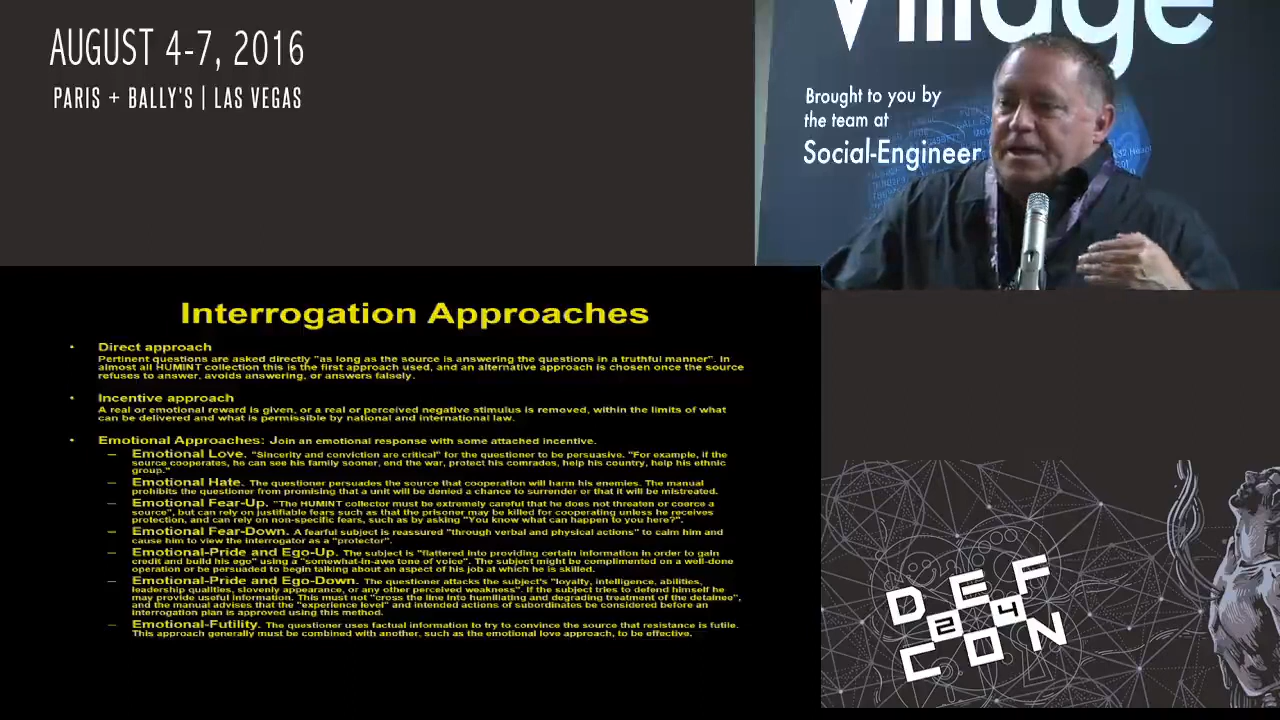 AUGUST 4-7, 2016
PARIS + BALLY'S | LAS VEGAS
Village
Brought to you by
the team at
Social-Engineer
Interrogation Approaches
• Direct approach
Pertinent questions are asked directly "as long as the source is answering the questions in a truthful manner". In
almost all HUMINT collection this is the first approach used, and an alternative approach is chosen once the source
refuses to answer, avoids answering, or answers falsely.
• Incentive approach
A real or emotional reward is given, or a real or perceived negative stimulus is removed, within the limits of what
can be delivered and what is permissible by national and international law.
• Emotional Approaches: Join an emotional response with some attached incentive.
– Emotional Love. "Sincerity and conviction are critical" for the questioner to be persuasive. "For example, if the
source cooperates, he can see his family sooner, end the war, protect his comrades, help his country, help his ethnic
group."
– Emotional Hate. The questioner persuades the source that cooperation will harm his enemies. The manual
prohibits the questioner from promising that a unit will be denied a chance to surrender or that it will be mistreated.
– Emotional Fear-Up. "The HUMINT collector must be extremely careful that he does not threaten or coerce a
source", but can rely on justifiable fears such as that the prisoner may be killed for cooperating unless he receives
protection, and can rely on non-specific fears, such as by asking "You know what can happen to you here?".
– Emotional Fear-Down. A fearful subject is reassured "through verbal and physical actions" to calm him and
cause him to view the interrogator as a "protector".
– Emotional-Pride and Ego-Up. The subject is "flattered into providing certain information in order to gain
credit and build his ego" using a "somewhat-in-awe tone of voice". The subject might be complimented on a well-done
operation or be persuaded to begin talking about an aspect of his job at which he is skilled.
– Emotional-Pride and Ego-Down. The questioner attacks the subject's "loyalty, intelligence, abilities,
leadership qualities, slovenly appearance, or any other perceived weakness". If the subject tries to defend himself he
may provide useful information. This must not "cross the line into humiliating and degrading treatment of the detainee",
and the manual advises that the "experience level" and intended actions of subordinates be considered before an
interrogation plan is approved using this method.
– Emotional-Futility. The questioner uses factual information to try to convince the source that resistance is futile.
This approach generally must be combined with another, such as the emotional love approach, to be effective.
DEF
24
CON